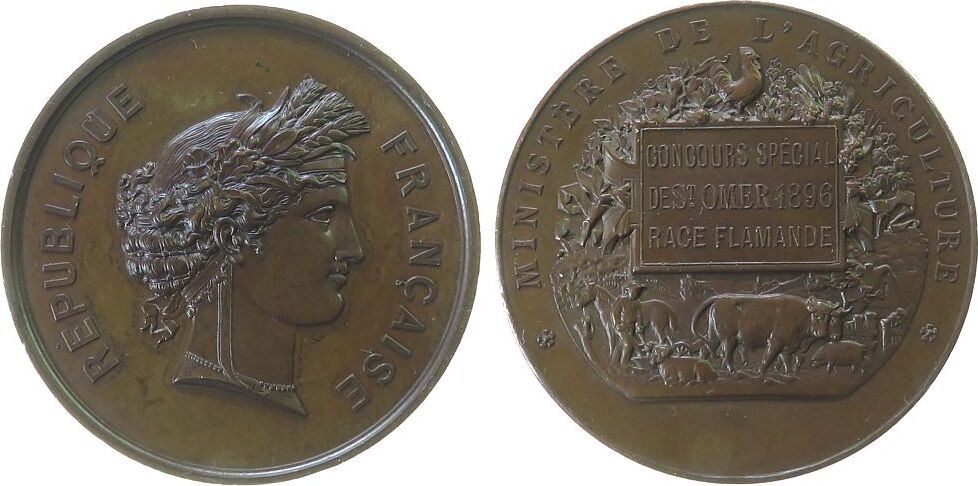 RÉPUBLIQUE FRANÇAISE
MINISTÈRE DE L'AGRICULTURE
CONCOURS SPÉCIAL
DE ST. OMER 1896
RACE FLAMANDE